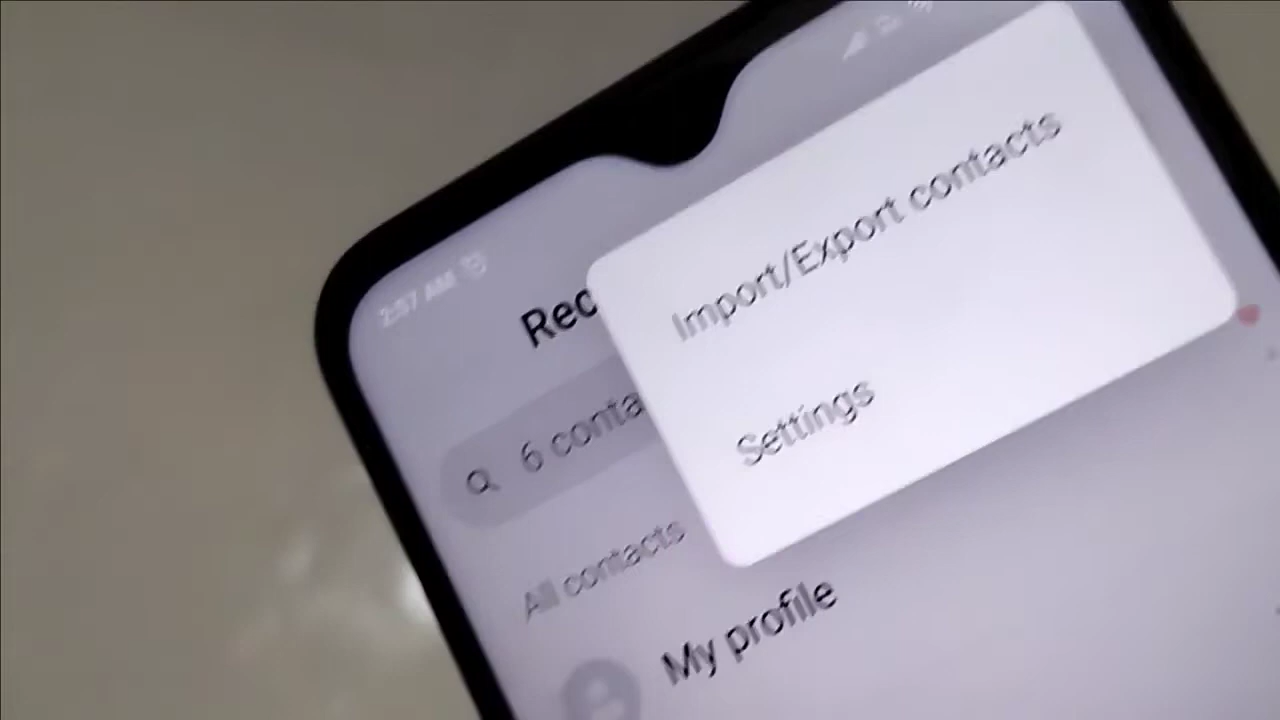 2:57 AM
Import/Export contacts
Rec
Settings
6 conta
All contacts
My profile